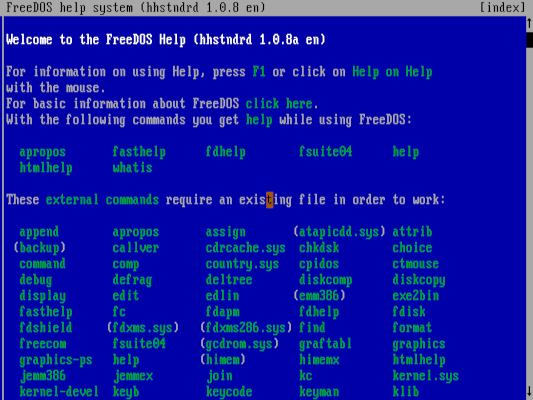 FreeDOS help system (hhstndrd 1.0.8 en) [index]
Welcome to the FreeDOS Help (hhstndrd 1.0.8a en)
For information on using Help, press F1 or click on Help on Help
with the mouse.
For basic information about FreeDOS click here.
With the following commands you get help while using FreeDOS:
apropos fasthelp fdhelp fsuite04 help
htmlhelp whatis
These external commands require an existing file in order to work:
append apropos assign (atapicdd.sys) attrib
(backup) callver cdrcache.sys chkdsk choice
command comp country.sys cpidos ctmouse
debug defrag deltree diskcomp diskcopy
display edit edlin (emm386) exe2bin
fasthelp fc fdapm fdhelp fdisk
fdshield (fdxms.sys) (fdxms286.sys) find format
freecom fsuite04 (gcdrom.sys) graftabl graphics
graphics-ps help (himem) himemx htmlhelp
jemm386 jemmex join kc kernel.sys
kernel-devel keyb keycode keyman klib